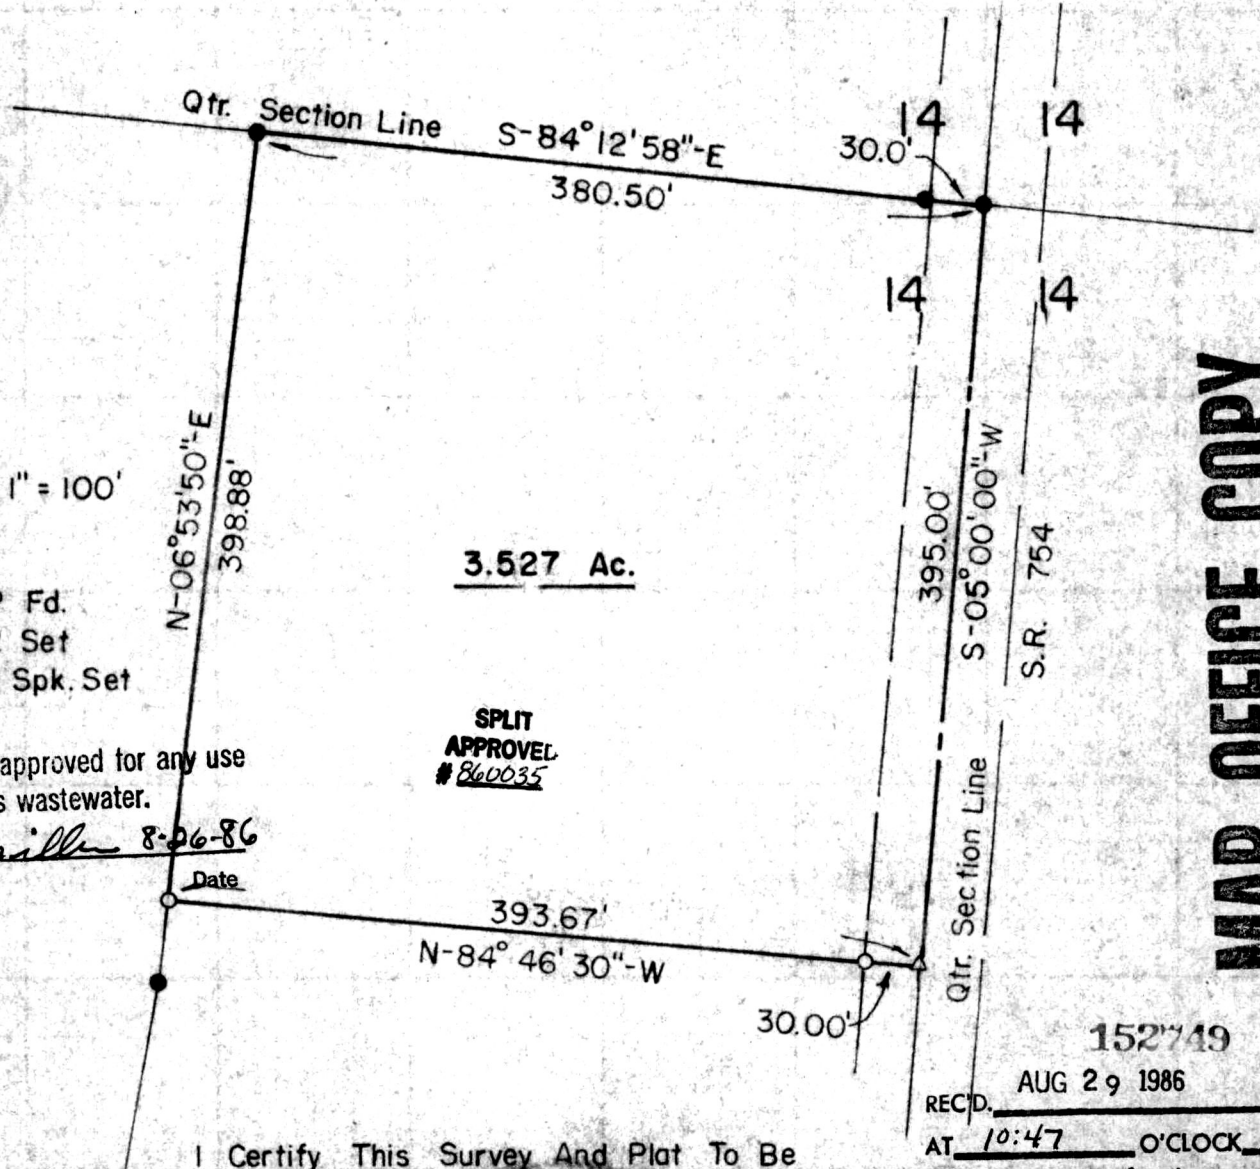 Qtr. Section Line
S-84°12'58"-E
380.50'
30.0'
14
14
14
14
N-06°53'50"-E
398.88'
1" = 100'
3.527 Ac.
395.00'
S-05°00'00"-W
S.R. 754
Fd.
Set
Spk. Set
SPLIT
APPROVED
# 860035
approved for any use
wastewater.
Date
393.67'
N-84°46'30"-W
30.00'
Qtr. Section Line
MAP OFFICE COPY
152749
AUG 29 1986
REC'D.
AT 10:47 O'CLOCK
I Certify This Survey And Plat To Be